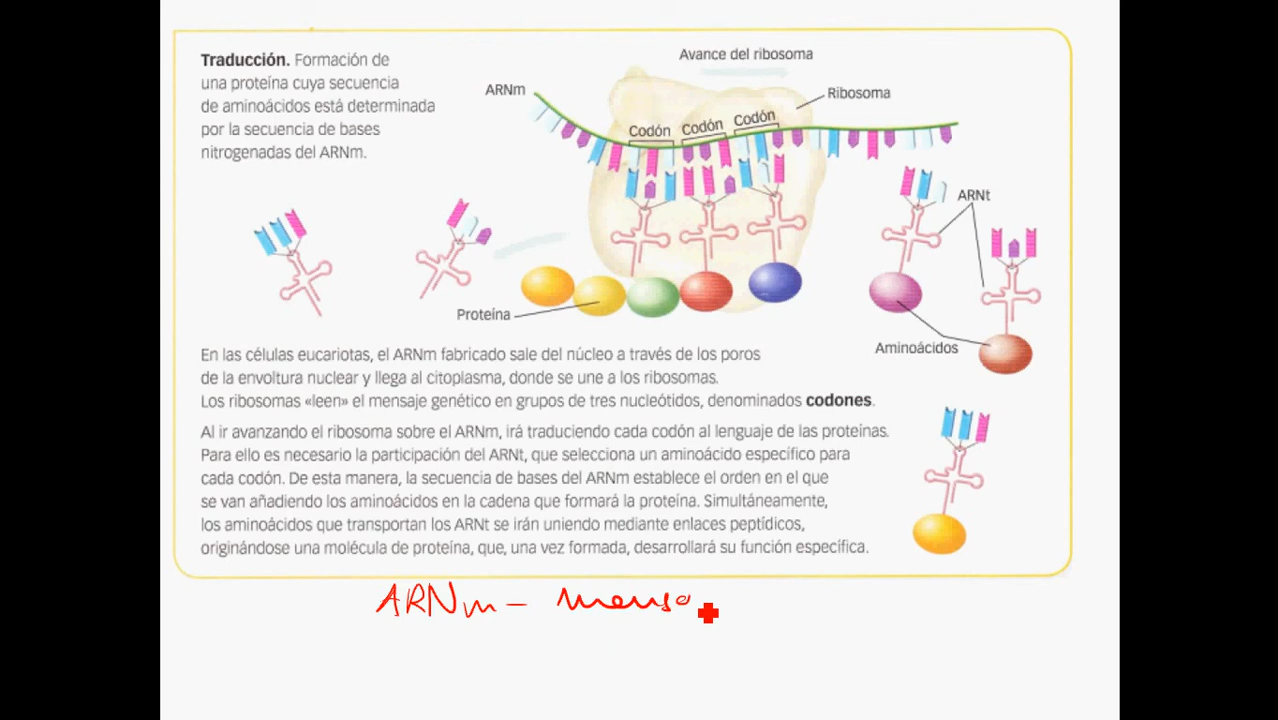 Traducción. Formación de
una proteína cuya secuencia
de aminoácidos está determinada
por la secuencia de bases
nitrogenadas del ARNm.
Avance del ribosoma
ARNm
Ribosoma
Codón
Codón
Codón
ARNt
Proteína
Aminoácidos
En las células eucariotas, el ARNm fabricado sale del núcleo a través de los poros
de la envoltura nuclear y llega al citoplasma, donde se une a los ribosomas.
Los ribosomas «leen» el mensaje genético en grupos de tres nucleótidos, denominados codones.
Al ir avanzando el ribosoma sobre el ARNm, irá traduciendo cada codón al lenguaje de las proteínas.
Para ello es necesario la participación del ARNt, que selecciona un aminoácido específico para
cada codón. De esta manera, la secuencia de bases del ARNm establece el orden en el que
se van añadiendo los aminoácidos en la cadena que formará la proteína. Simultáneamente,
los aminoácidos que transportan los ARNt se irán uniendo mediante enlaces peptídicos,
originándose una molécula de proteína, que, una vez formada, desarrollará su función específica.
ARNm - mensa